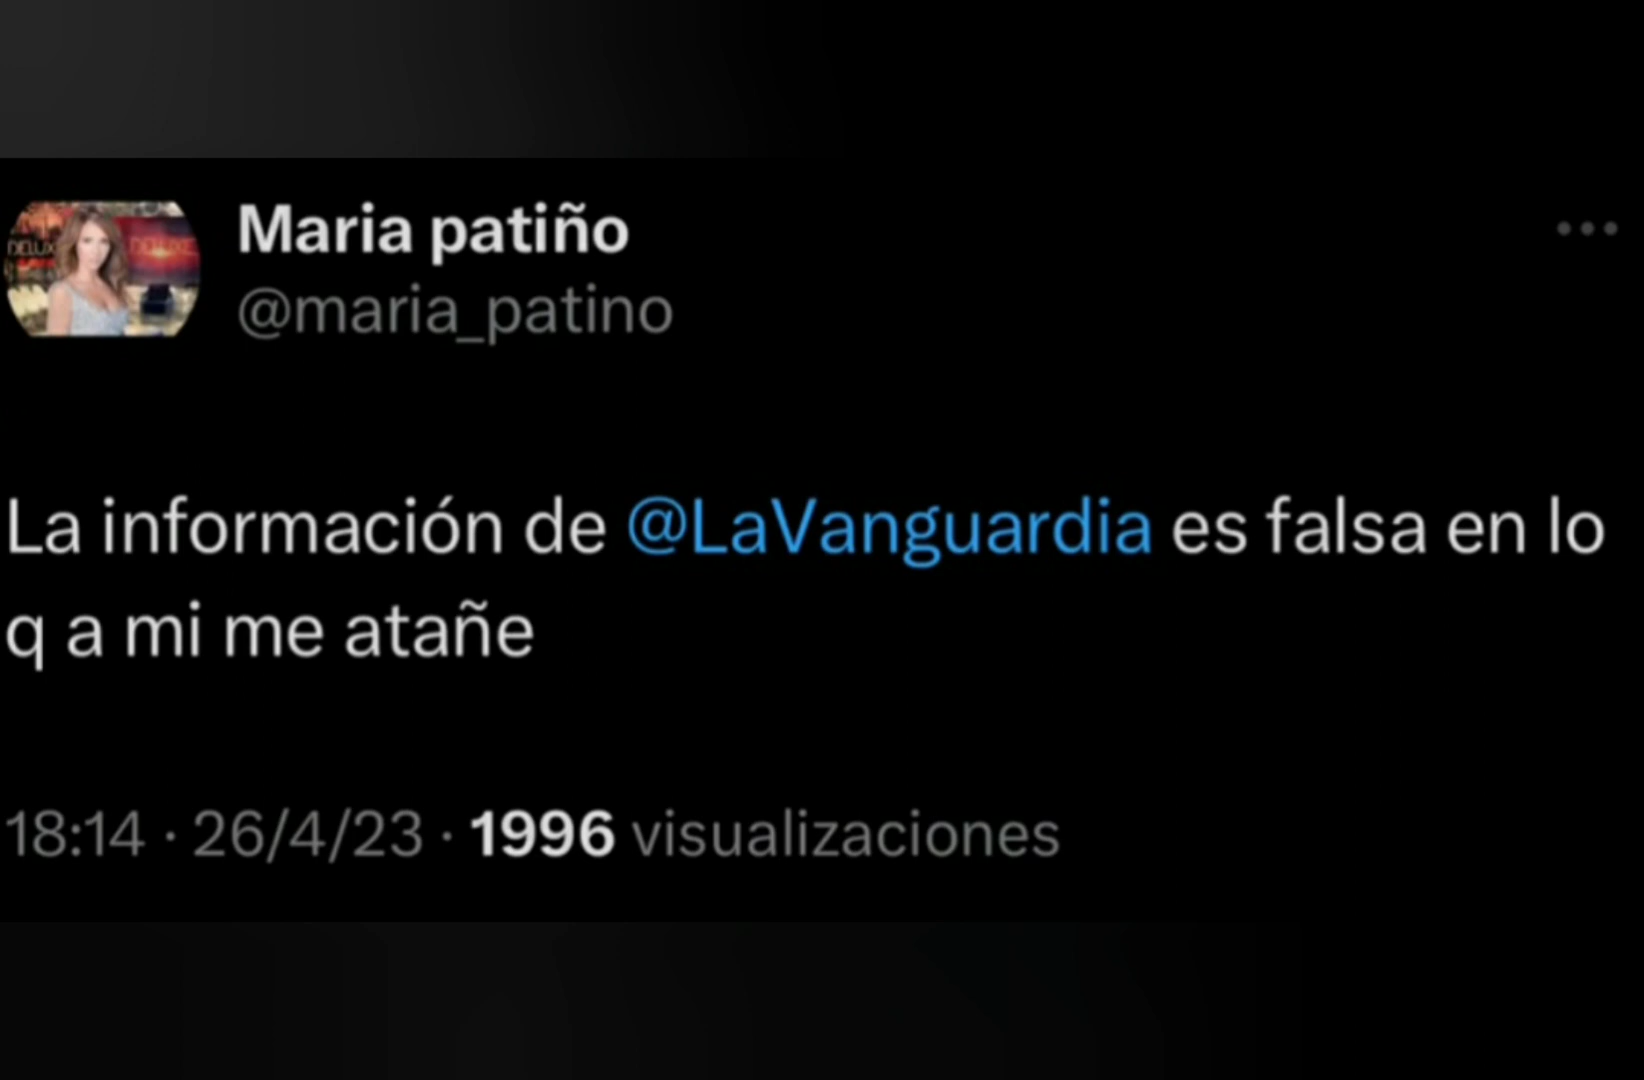 Maria patiño
@maria_patino
La información de @LaVanguardia es falsa en lo
q a mi me atañe
18:14 · 26/4/23 · 1996 visualizaciones
DELUXE